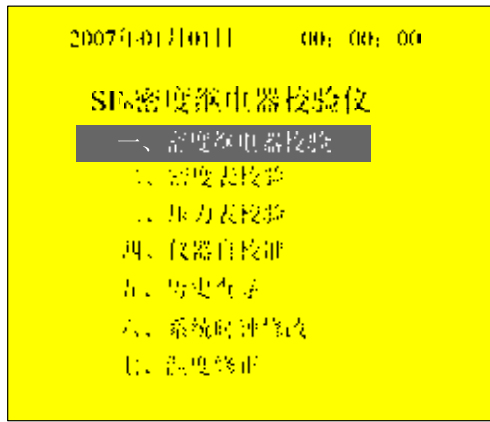 2007年01月01日 00: 00: 00
SF₆密度继电器校验仪
一、密度继电器校验
二、密度表校验
三、压力表校验
四、仪器自校准
五、历史查寻
六、系统时钟修改
七、温度修正